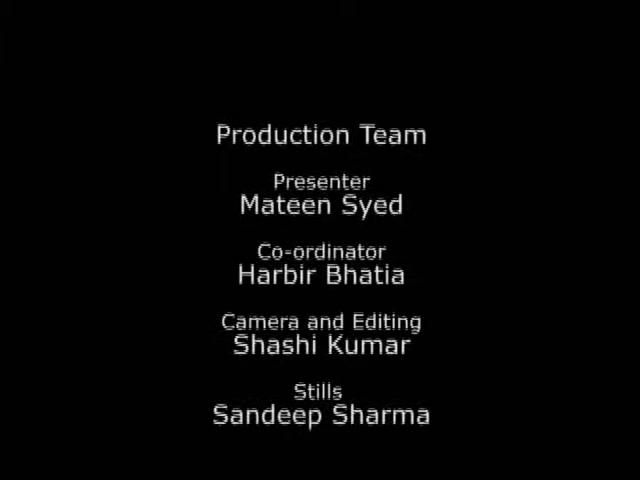 Production Team
Presenter
Mateen Syed
Co-ordinator
Harbir Bhatia
Camera and Editing
Shashi Kumar
Stills
Sandeep Sharma